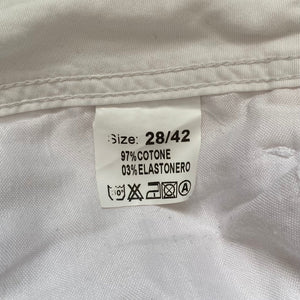 Size: 28/42
97% COTONE
03% ELASTONERO
A